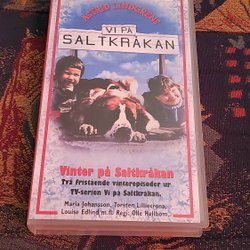 ASTRID LINDGRENS
VI PÅ
SALTKRÅKAN
Vinter på Saltkråkan
Två fristående vinterepisoder ur
TV-serien Vi på Saltkråkan.
Maria Johansson, Torsten Lilliecrona,
Louise Edlind m.fl. Regi: Olle Hellbom.